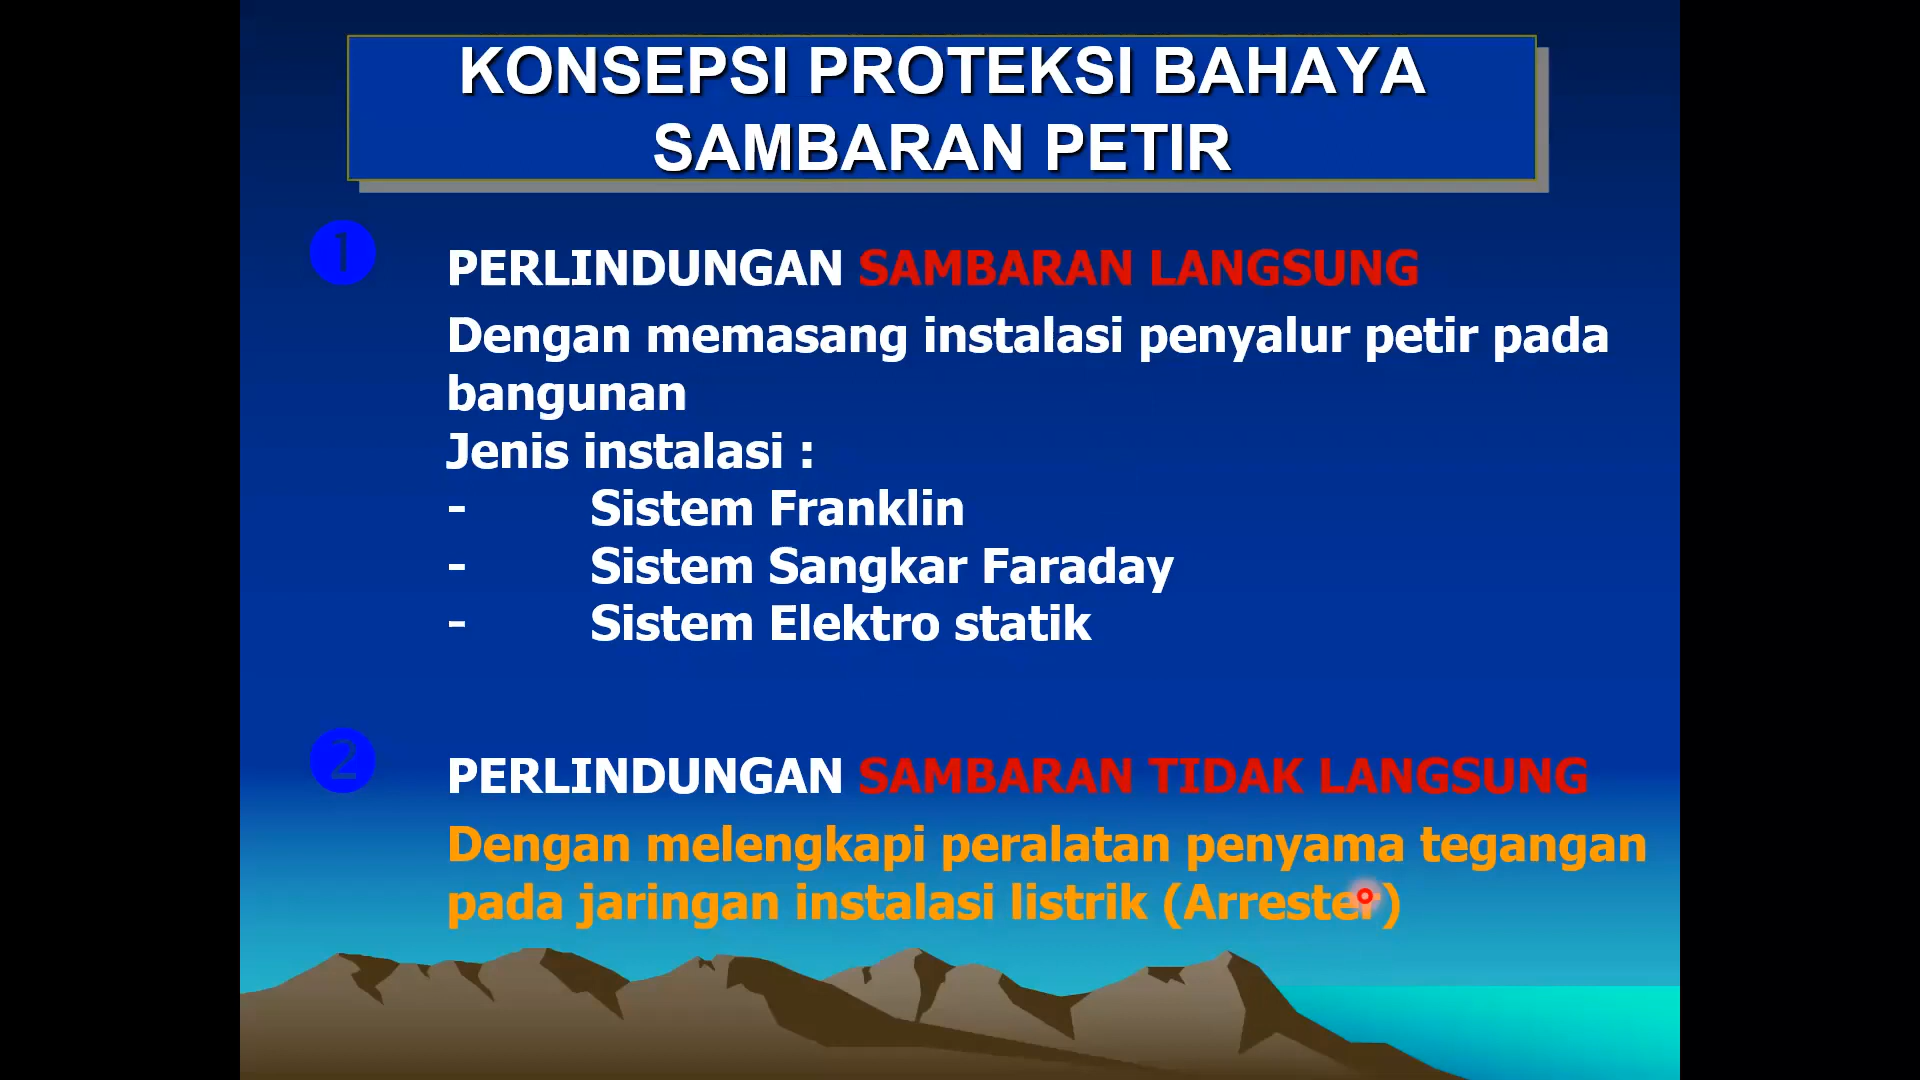 KONSEPSI PROTEKSI BAHAYA
SAMBARAN PETIR
1
PERLINDUNGAN SAMBARAN LANGSUNG
Dengan memasang instalasi penyalur petir pada
bangunan
Jenis instalasi :
- Sistem Franklin
- Sistem Sangkar Faraday
- Sistem Elektro statik
2
PERLINDUNGAN SAMBARAN TIDAK LANGSUNG
Dengan melengkapi peralatan penyama tegangan
pada jaringan instalasi listrik (Arrester)